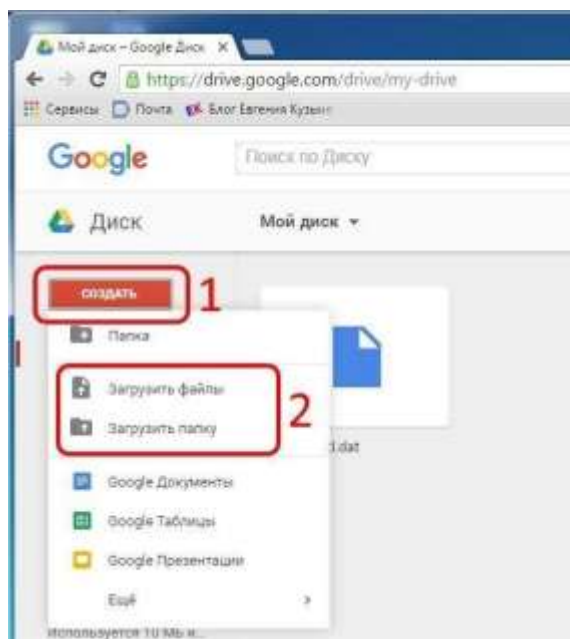 Мой диск – Google Диск
https://drive.google.com/drive/my-drive
Сервисы Почта Блог Евгения
Google Поиск по Диску
Диск Мой диск
СОЗДАТЬ 1
Папка
Загрузить файлы
2
Загрузить папку
.dat
Google Документы
Google Таблицы
Google Презентации
Ещё
Используется 10 МБ и...